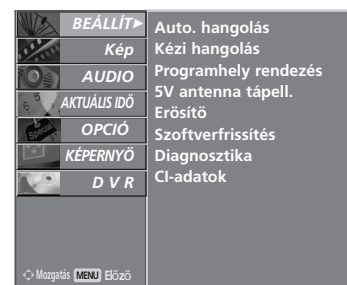 BEÁLLÍT►
Kép
AUDIO
AKTUÁLIS IDŐ
OPCIÓ
KÉPERNYŐ
D V R
Auto. hangolás
Kézi hangolás
Programhely rendezés
5V antenna tápell.
Erösítö
Szoftverfrissítés
Diagnosztika
CI-adatok
Mozgatás MENU Előző